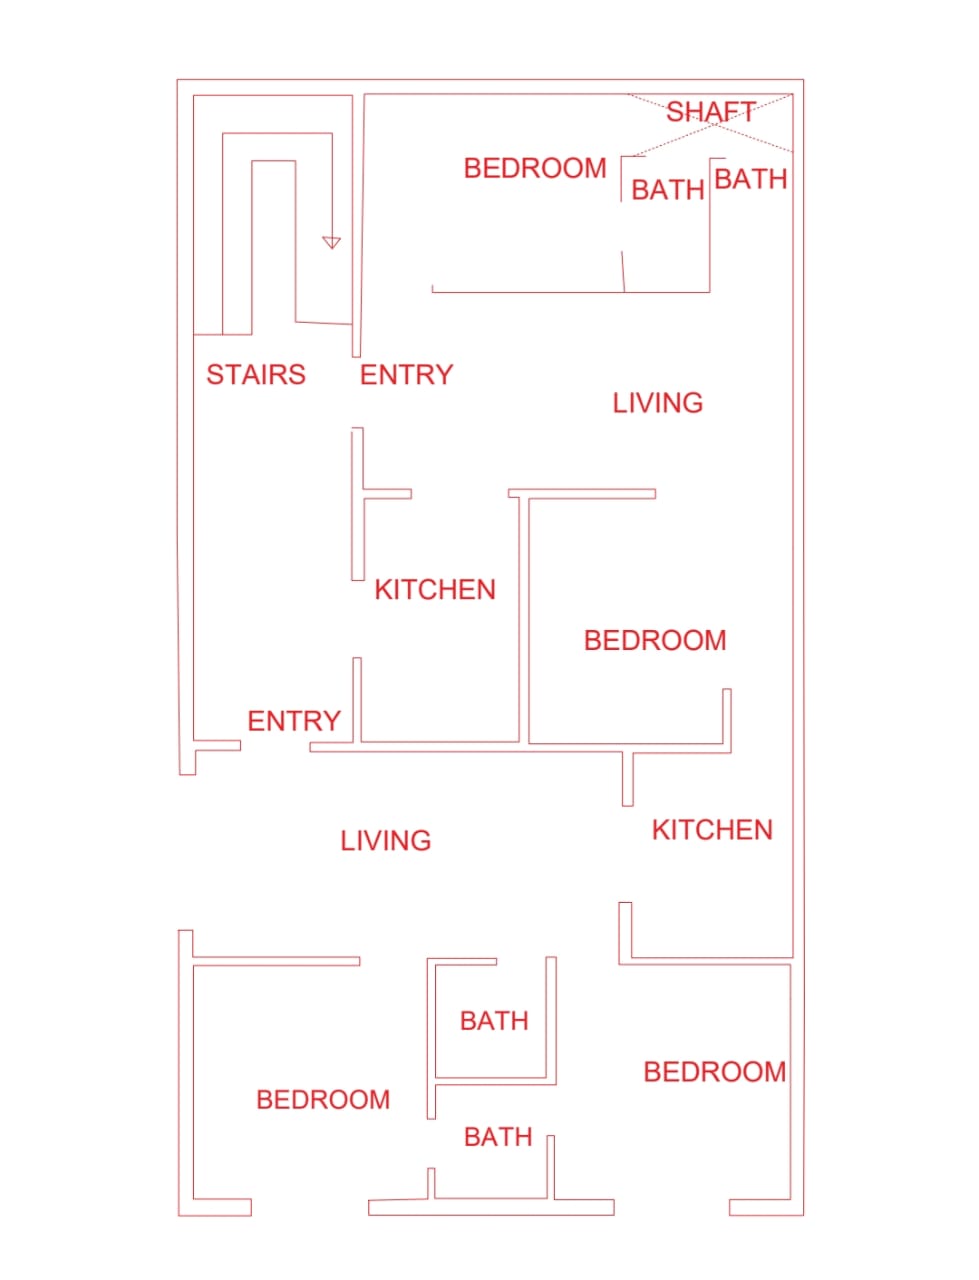 SHAFT
BEDROOM
BATH
BATH
STAIRS
ENTRY
LIVING
KITCHEN
BEDROOM
ENTRY
LIVING
KITCHEN
BATH
BEDROOM
BEDROOM
BATH